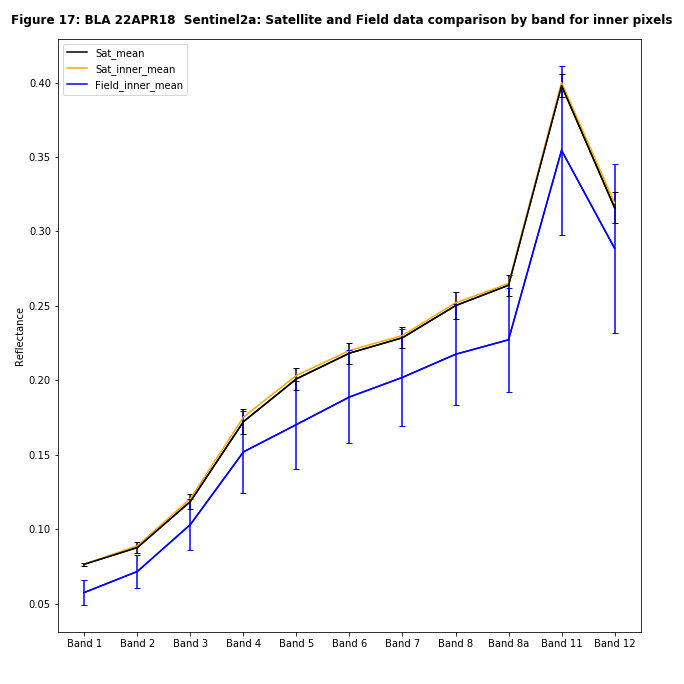 Figure 17: BLA 22APR18  Sentinel2a: Satellite and Field data comparison by band for inner pixels
Sat_mean
Sat_inner_mean
Field_inner_mean
0.40
0.35
0.30
0.25
0.20
0.15
0.10
0.05
Reflectance
Band 1 Band 2 Band 3 Band 4 Band 5 Band 6 Band 7 Band 8 Band 8a Band 11 Band 12